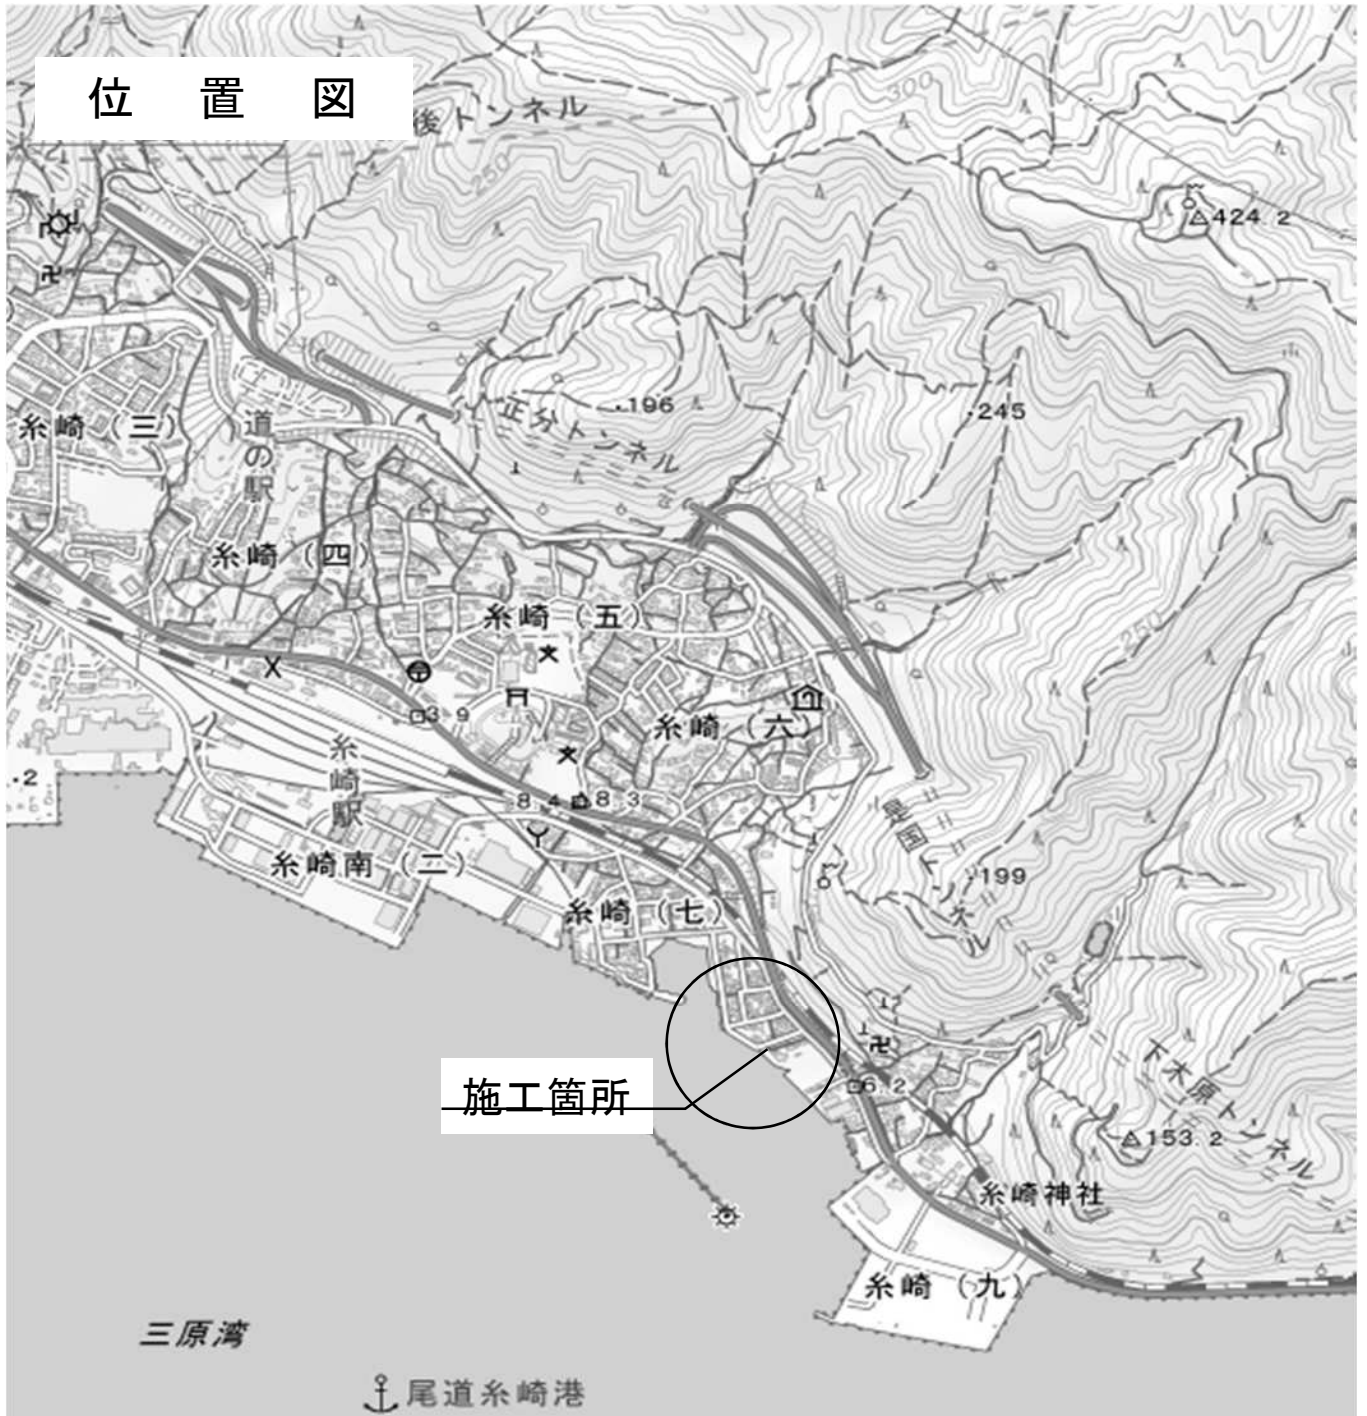 位置図
後トンネル
300
250
424.2
正分トンネル
196
245
糸崎(三)
道の駅
糸崎(四)
糸崎(五)
250
3.9
糸崎(六)
糸崎駅
.2
8.4
8.3
是国トンネル
199
糸崎南(二)
糸崎(七)
施工箇所
6.2
下木原トンネル
153.2
糸崎神社
糸崎(九)
三原湾
尾道糸崎港